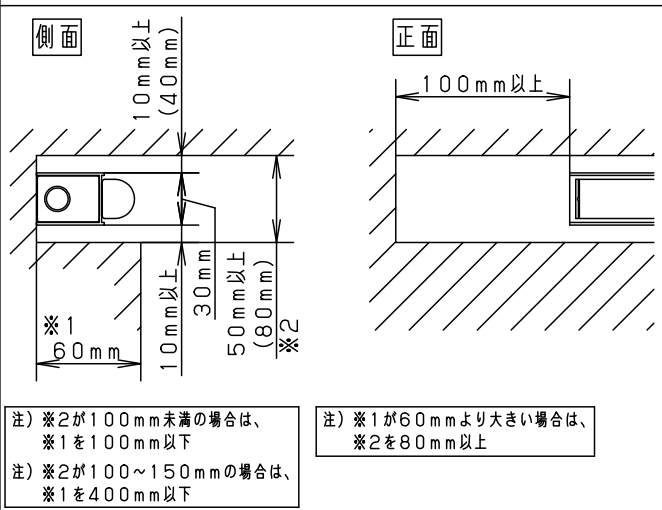 側面
正面
10mm以上
(40mm)
100mm以上
30mm
10mm以上
50mm以上
(80mm)
※2
※1
60mm
注）※2が100mm未満の場合は、
※1を100mm以下
注）※2が100～150mmの場合は、
※1を400mm以下
注）※1が60mmより大きい場合は、
※2を80mm以上